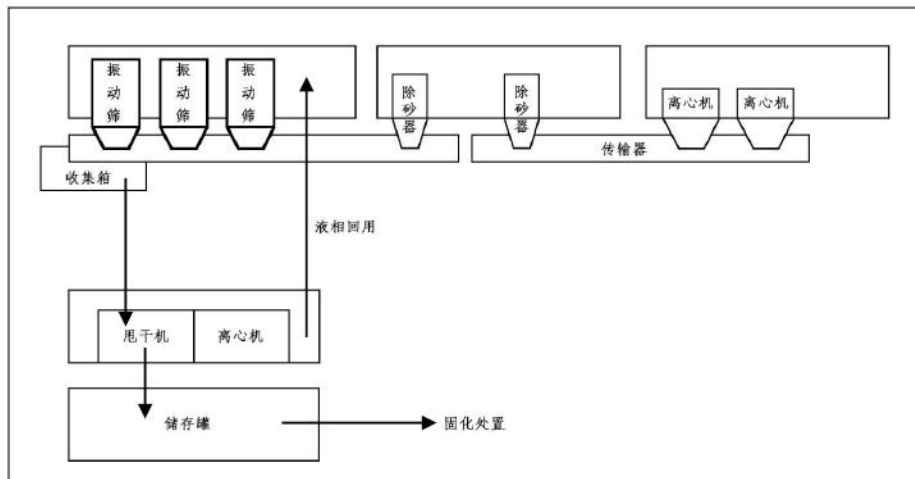 振动筛
振动筛
振动筛
除砂器
除砂器
离心机
离心机
传输器
收集箱
液相回用
甩干机
离心机
储存罐
固化处置